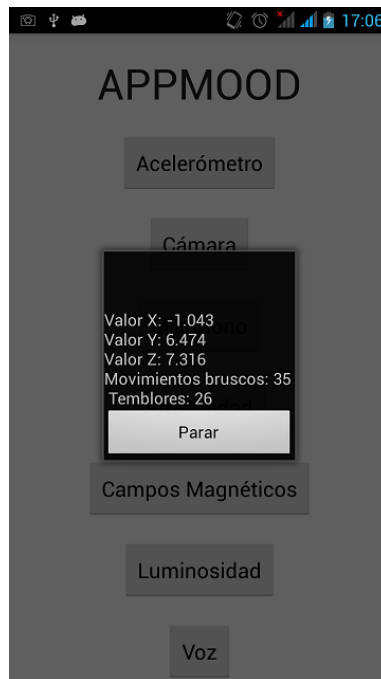 17:06
APPMOOD
Acelerómetro
Cámara
Valor X: -1.043
Valor Y: 6.474
Valor Z: 7.316
Movimientos bruscos: 35
Temblores: 26
Parar
Campos Magnéticos
Luminosidad
Voz